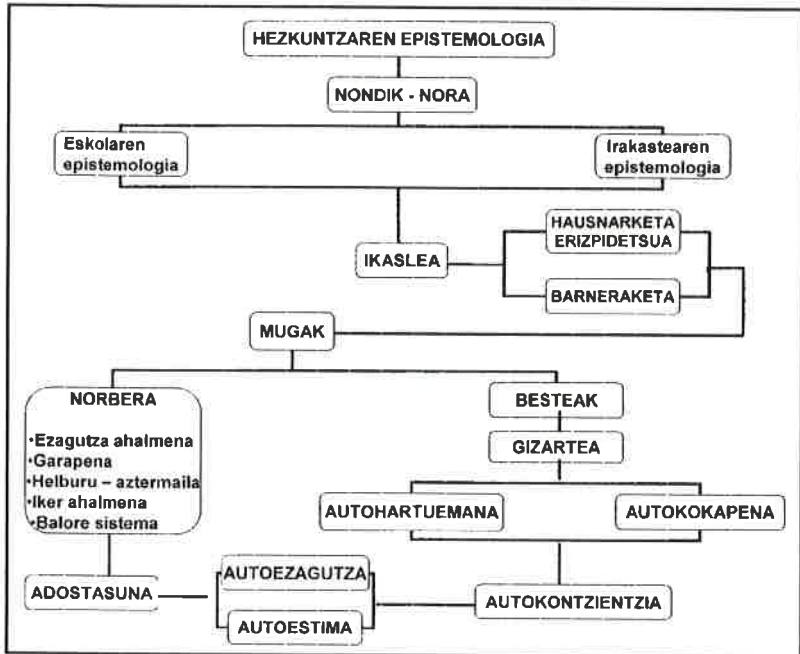 HEZKUNTZAREN EPISTEMOLOGIA
NONDIK - NORA
Eskolaren
epistemologia
Irakastearen
epistemologia
HAUSNARKETA
ERIZPIDETSUA
IKASLEA
BARNERAKETA
MUGAK
NORBERA
•Ezagutza ahalmena
•Garapena
•Helburu – aztermaila
•Iker ahalmena
•Balore sistema
BESTEAK
GIZARTEA
AUTOHARTUEMANA
AUTOKOKAPENA
AUTOEZAGUTZA
ADOSTASUNA
AUTOESTIMA
AUTOKONTZIENTZIA